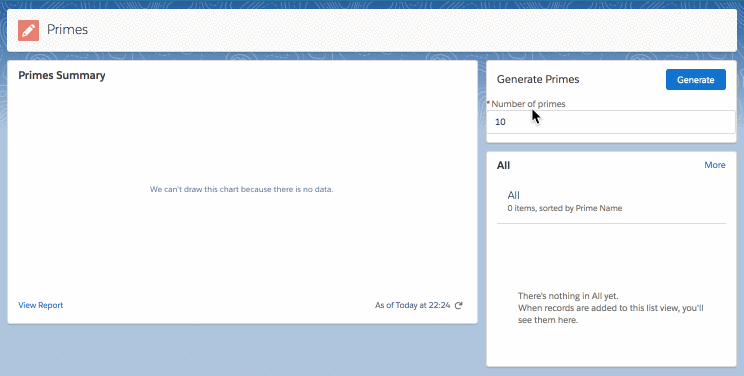 Primes
Primes Summary
We can't draw this chart because there is no data.
View Report
As of Today at 22:24
Generate Primes
Generate
* Number of primes
10
All
More
All
0 items, sorted by Prime Name
There's nothing in All yet.
When records are added to this list view, you'll
see them here.